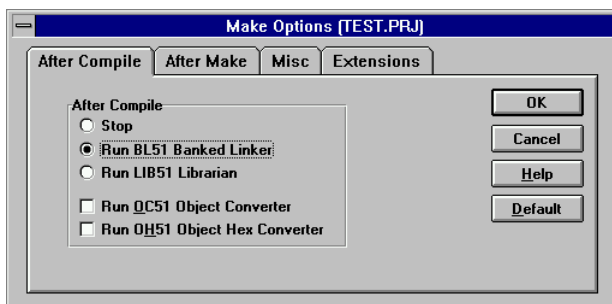 Make Options (TEST.PRJ)
After Compile After Make Misc Extensions
After Compile
Stop
Run BL51 Banked Linker
Run LIB51 Librarian
Run OC51 Object Converter
Run OH51 Object Hex Converter
OK
Cancel
Help
Default